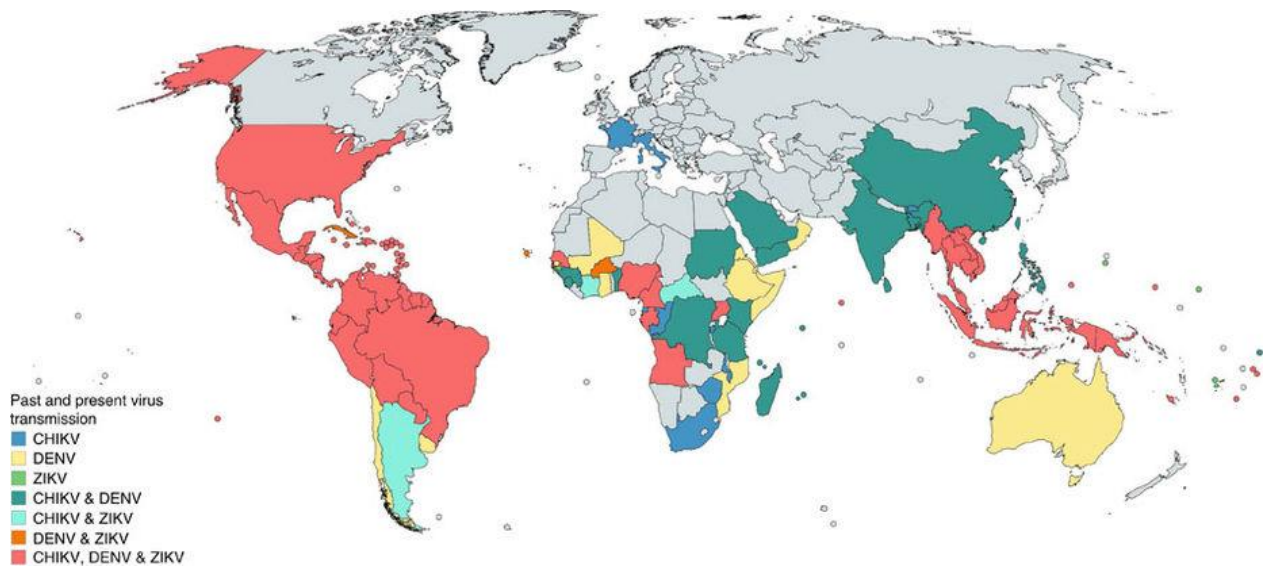 Past and present virus
transmission
CHIKV
DENV
ZIKV
CHIKV & DENV
CHIKV & ZIKV
DENV & ZIKV
CHIKV, DENV & ZIKV